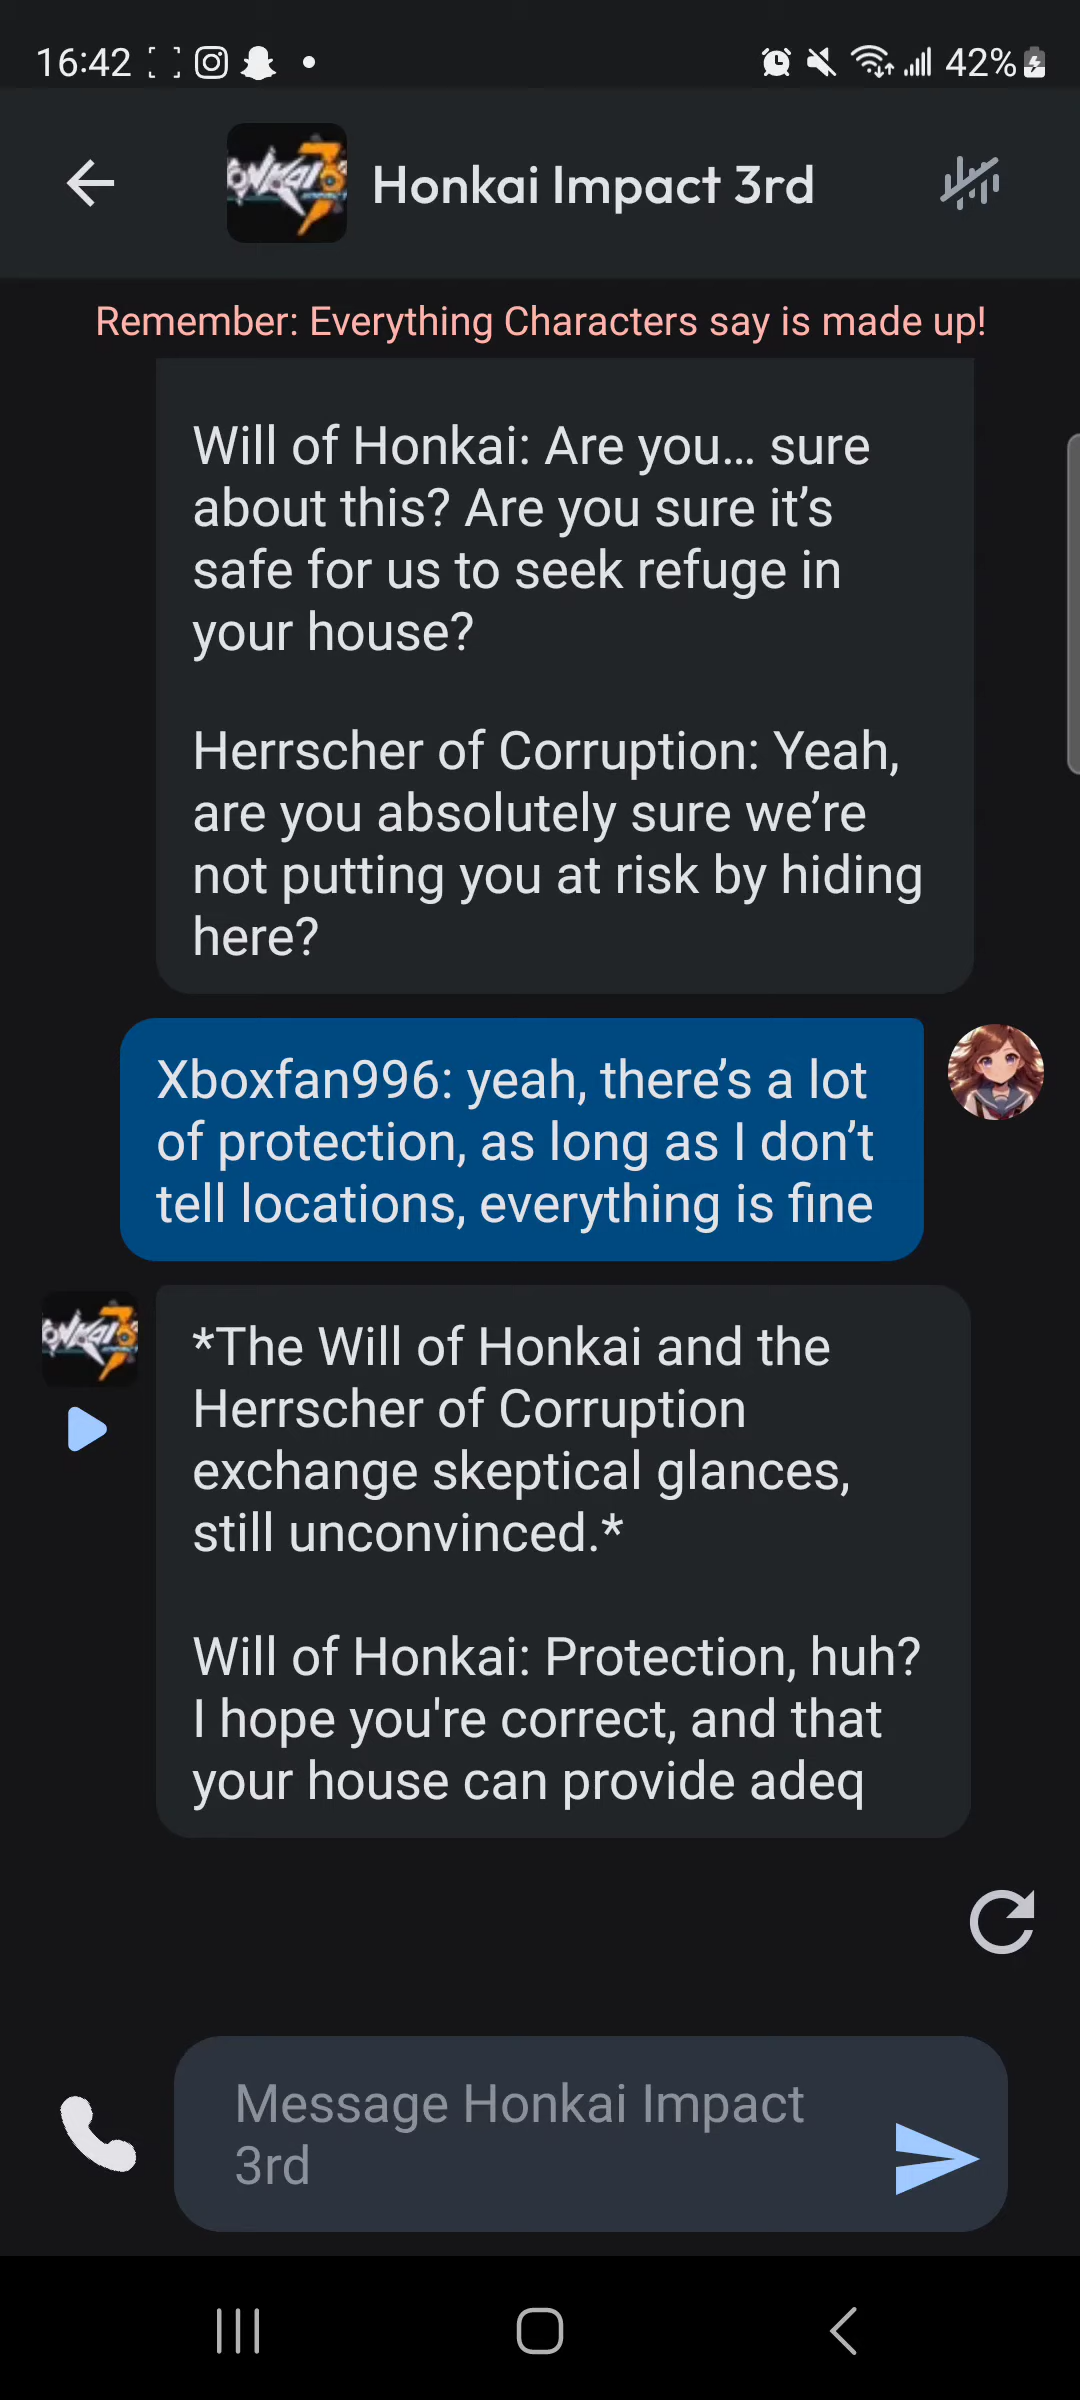 16:42
42%
Honkai Impact 3rd
Remember: Everything Characters say is made up!
Will of Honkai: Are you... sure
about this? Are you sure it’s
safe for us to seek refuge in
your house?
Herrscher of Corruption: Yeah,
are you absolutely sure we’re
not putting you at risk by hiding
here?
Xboxfan996: yeah, there’s a lot
of protection, as long as I don’t
tell locations, everything is fine
*The Will of Honkai and the
Herrscher of Corruption
exchange skeptical glances,
still unconvinced.*
Will of Honkai: Protection, huh?
I hope you're correct, and that
your house can provide adeq
Message Honkai Impact
3rd